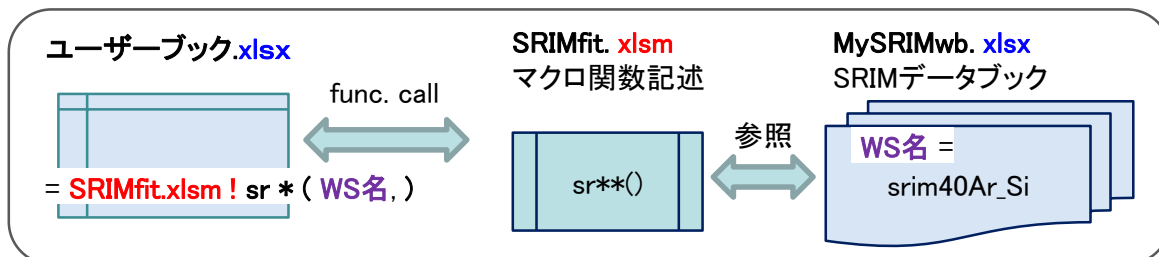 ユーザーブック.xlsx
func. call
= SRIMfit.xlsm ! sr * ( WS名, )
SRIMfit. xlsm
マクロ関数記述
sr**()
参照
MySRIMwb. xlsx
SRIMデータブック
WS名 =
srim40Ar_Si